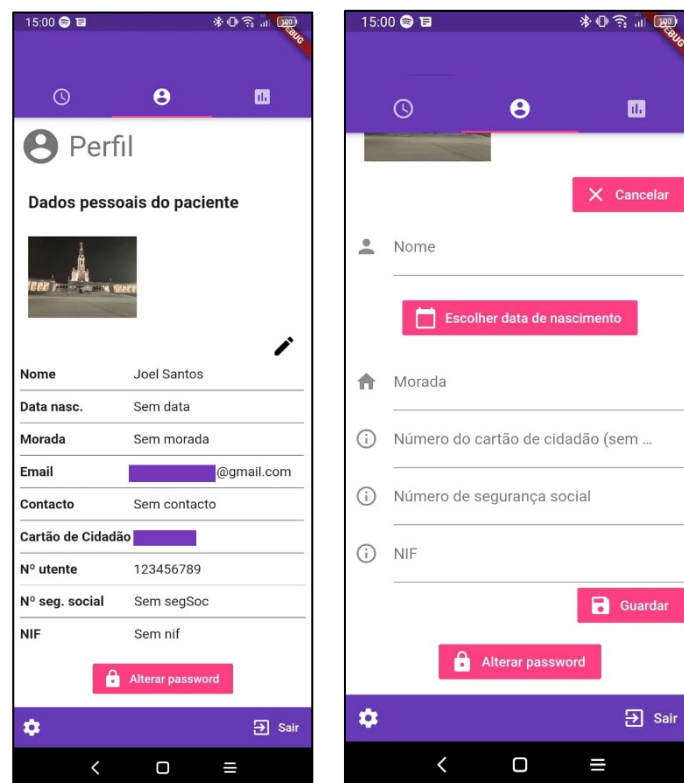 15:00
100
DEBUG
Perfil
Dados pessoais do paciente
Nome Joel Santos
Data nasc. Sem data
Morada Sem morada
Email @gmail.com
Contacto Sem contacto
Cartão de Cidadão
Nº utente 123456789
Nº seg. social Sem segSoc
NIF Sem nif
Alterar password
Sair
15:00
100
DEBUG
Cancelar
Nome
Escolher data de nascimento
Morada
Número do cartão de cidadão (sem ...
Número de segurança social
NIF
Guardar
Alterar password
Sair